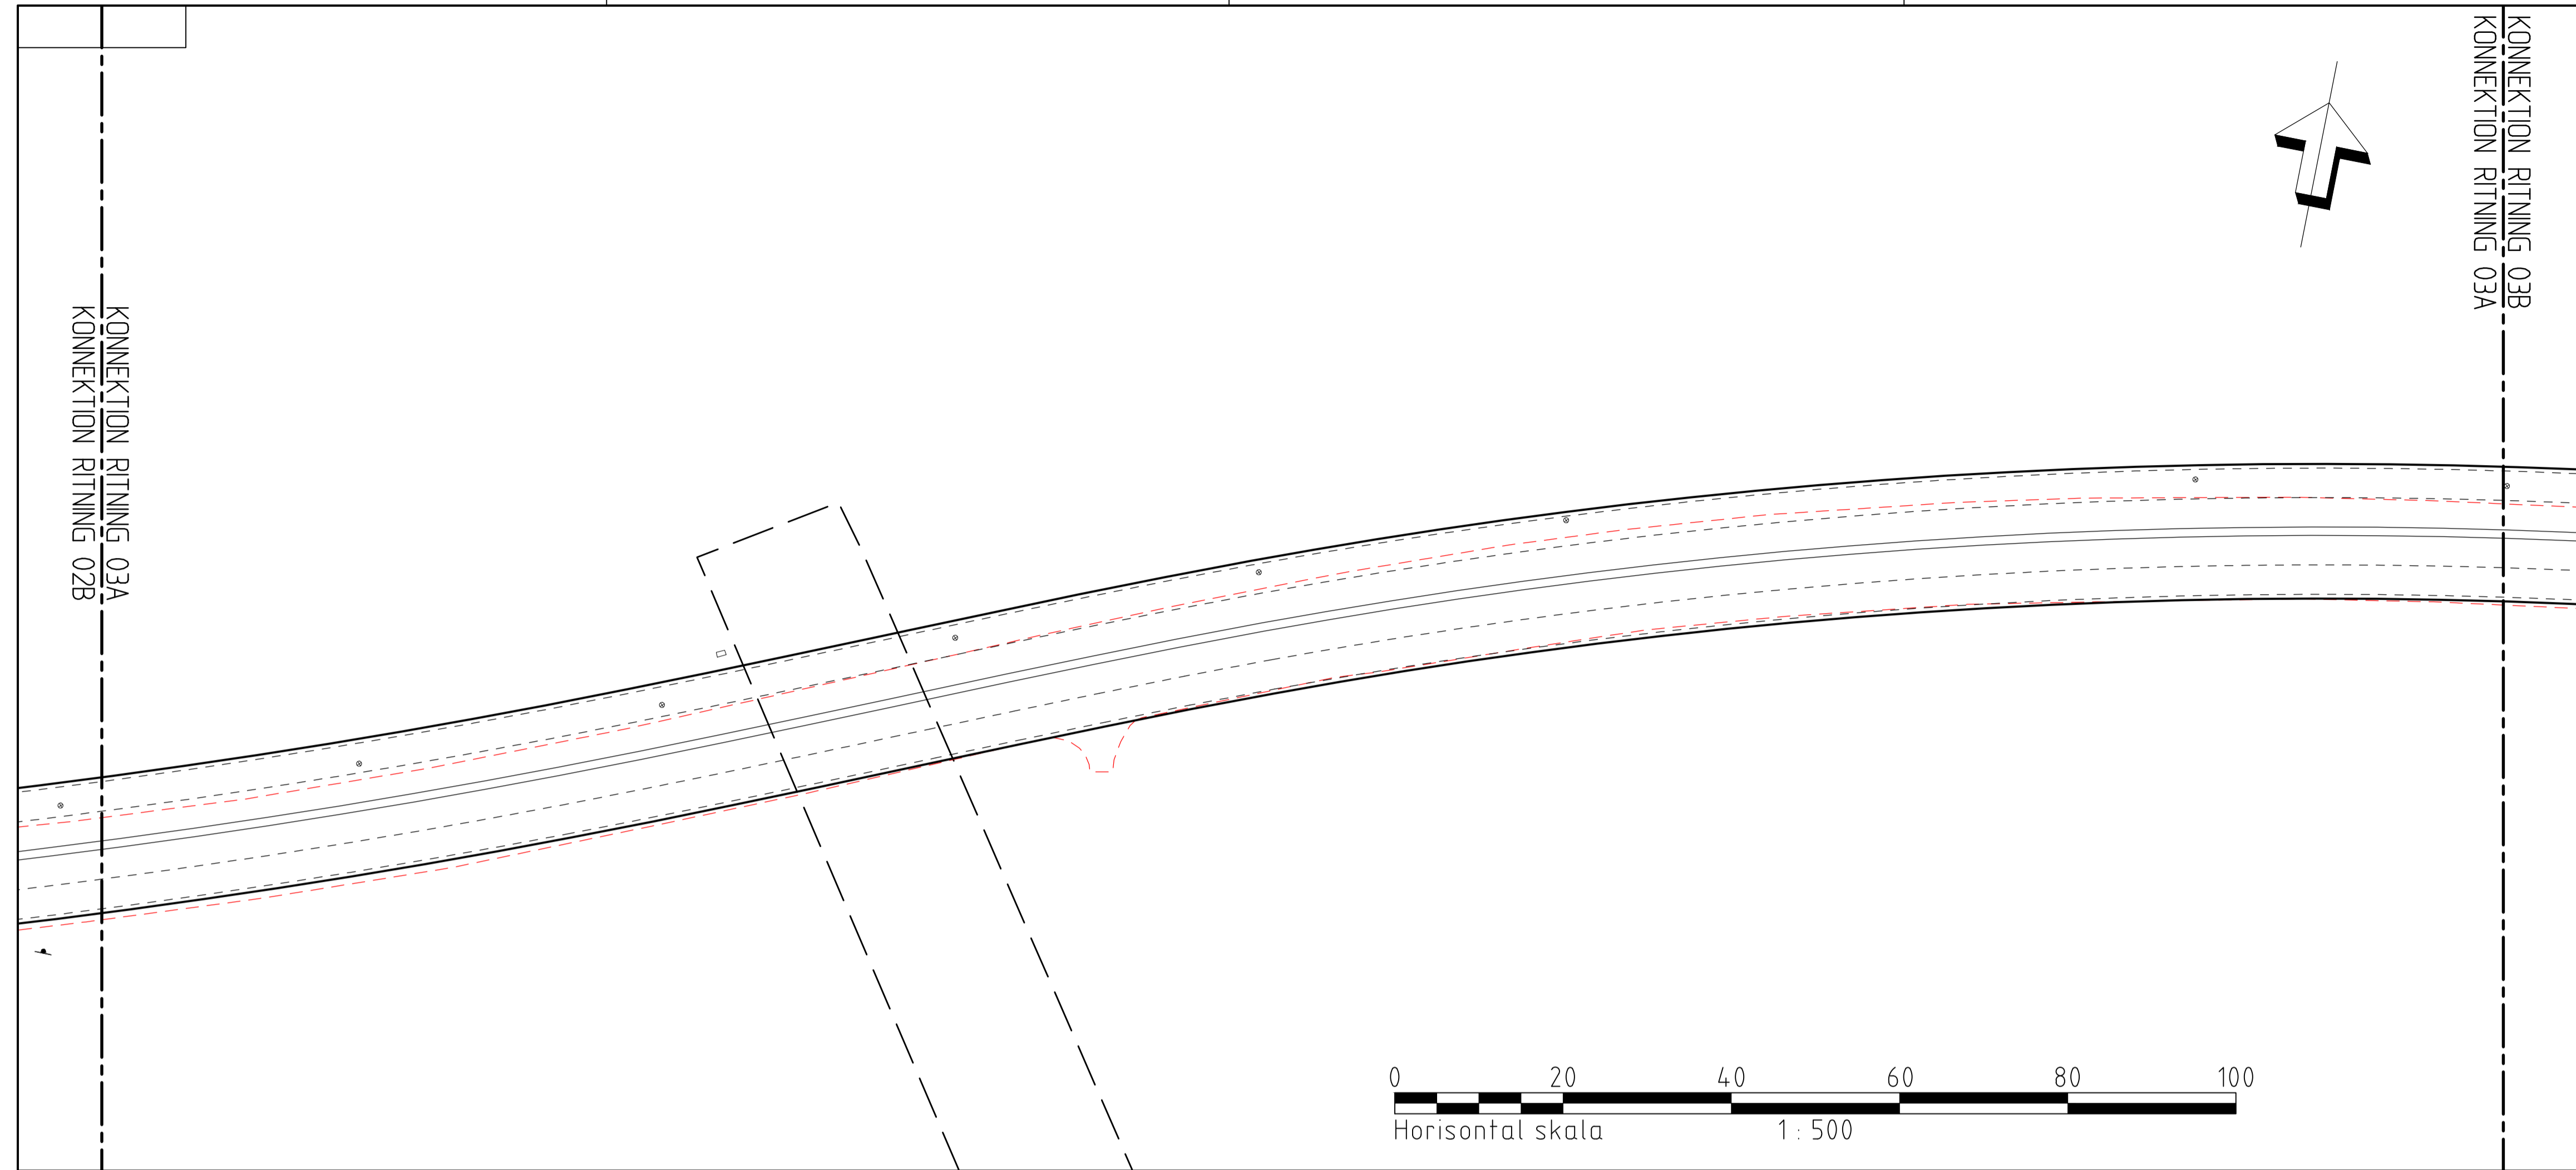 KONNEKTION RITNING 03A
KONNEKTION RITNING 02B
KONNEKTION RITNING 03B
KONNEKTION RITNING 03A
0 20 40 60 80 100
Horisontal skala 1 : 500